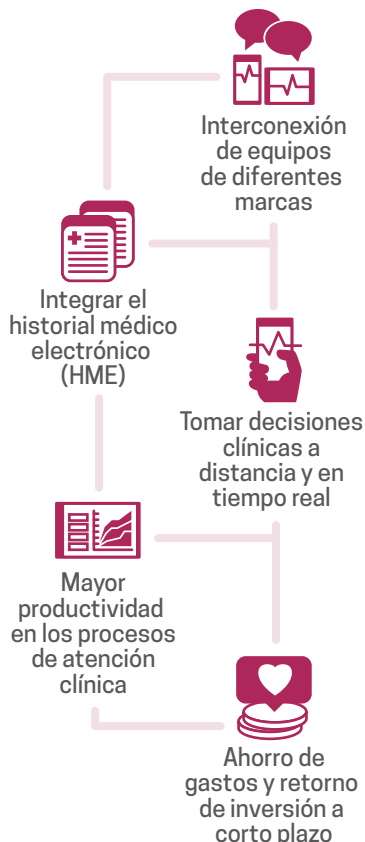 Interconexión
de equipos
de diferentes
marcas
Integrar el
historial médico
electrónico
(HME)
Tomar decisiones
clínicas a
distancia y en
tiempo real
Mayor
productividad
en los procesos
de atención
clínica
Ahorro de
gastos y retorno
de inversión a
corto plazo